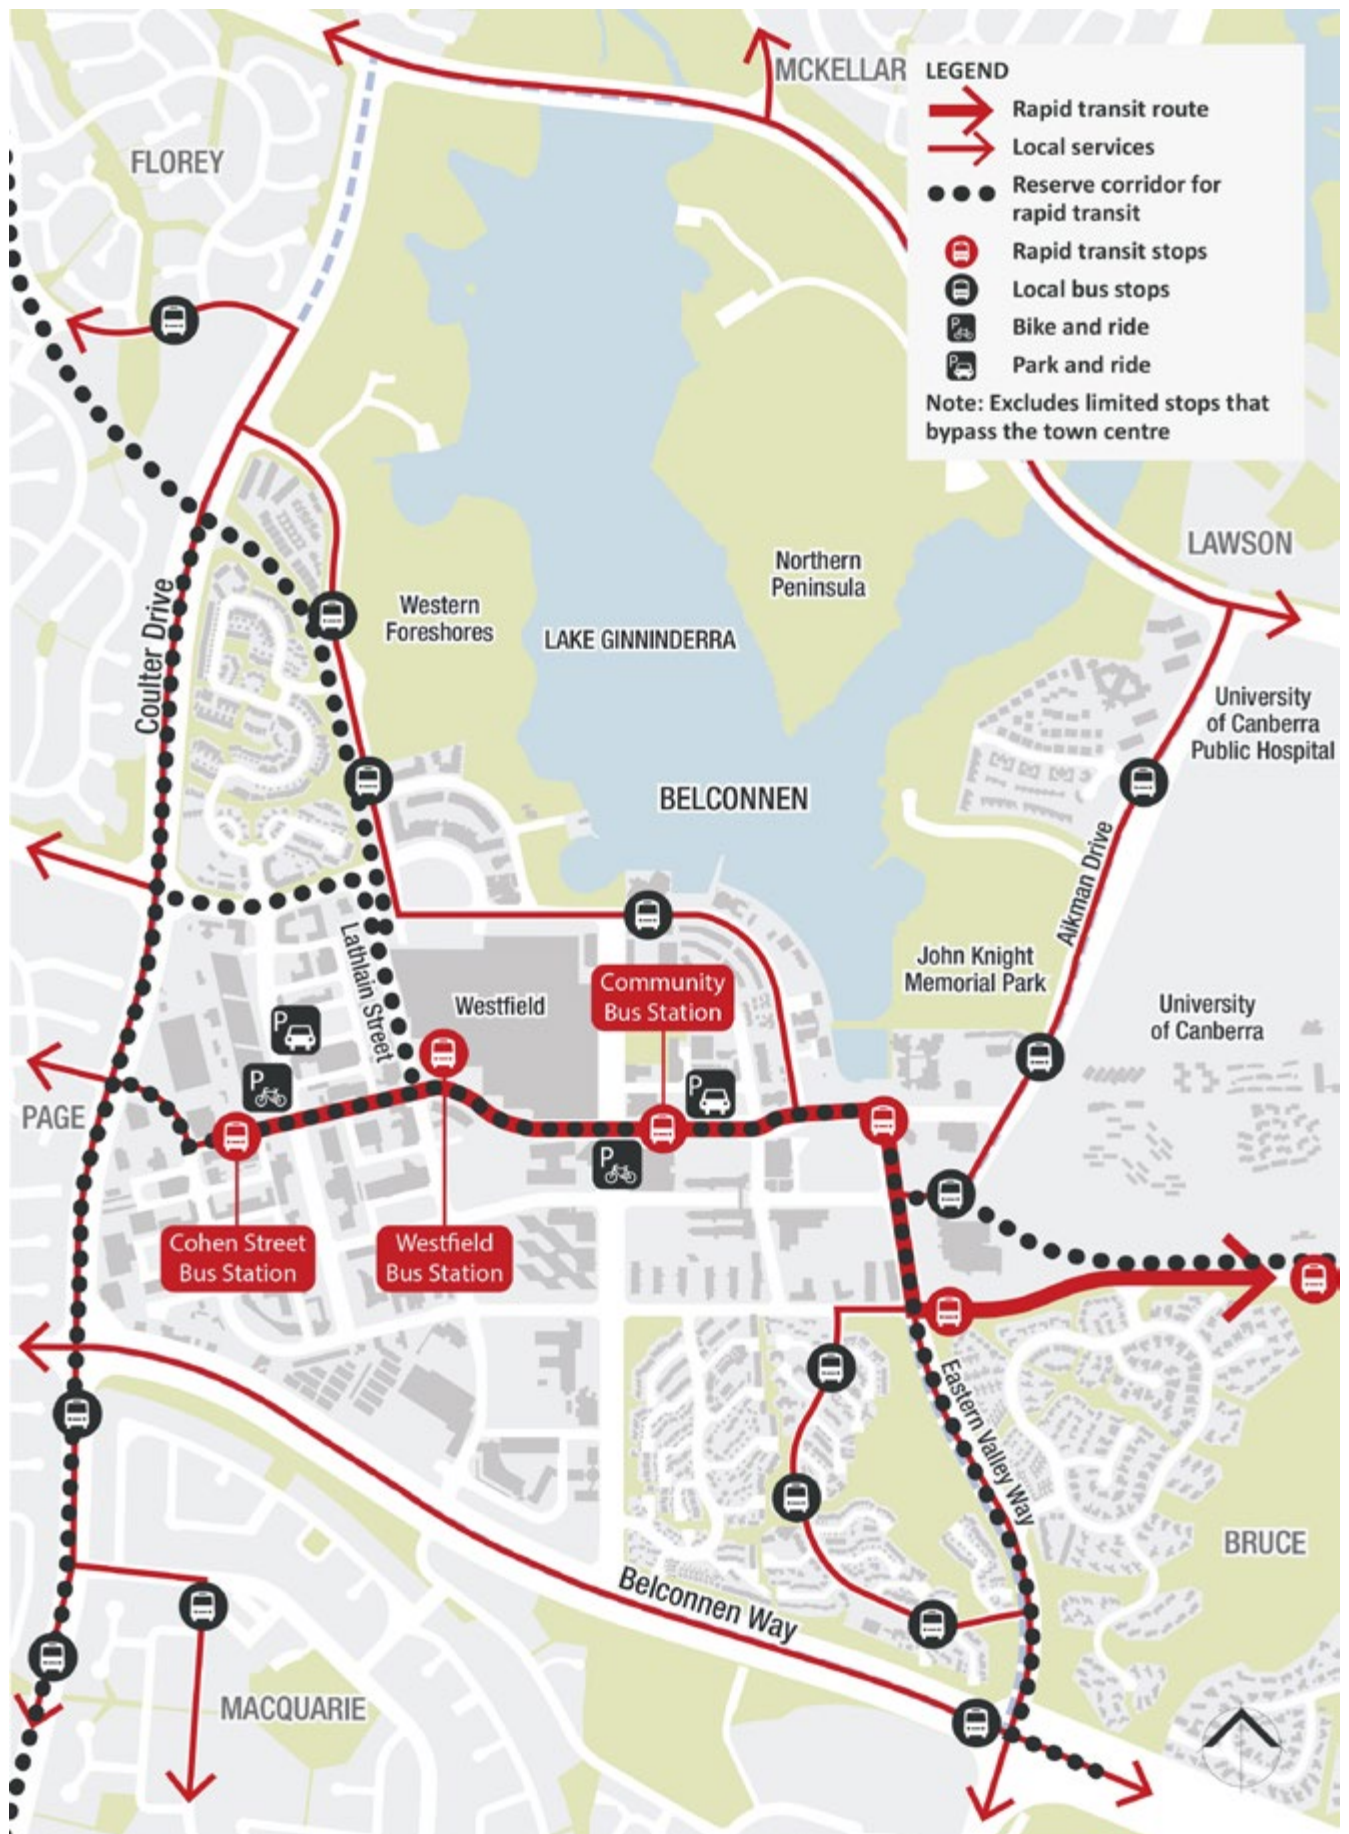 MCKELLAR
LEGEND
Rapid transit route
Local services
Reserve corridor for
rapid transit
Rapid transit stops
Local bus stops
P
Bike and ride
P
Park and ride
Note: Excludes limited stops that
bypass the town centre
FLOREY
LAWSON
Northern
Peninsula
Western
Foreshores
LAKE GINNINDERRA
Coulter Drive
University
of Canberra
Public Hospital
BELCONNEN
Aikman Drive
John Knight
Memorial Park
University
of Canberra
Lathlain Street
Westfield
Community
Bus Station
P
P
P
P
PAGE
Cohen Street
Bus Station
Westfield
Bus Station
Eastern Valley Way
BRUCE
Belconnen Way
MACQUARIE